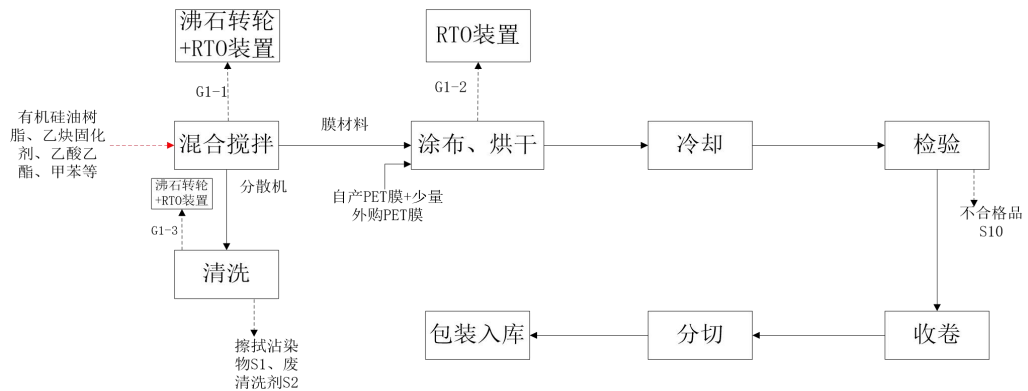 沸石转轮
+RTO装置
RTO装置
G1-1
G1-2
有机硅油树
脂、乙炔固化
剂、乙酸乙
酯、甲苯等
混合搅拌
膜材料
涂布、烘干
冷却
检验
沸石转轮
+RTO装置
分散机
自产PET膜+少量
外购PET膜
不合格品
S10
G1-3
清洗
擦拭沾染
物S1、废
清洗剂S2
包装入库
分切
收卷